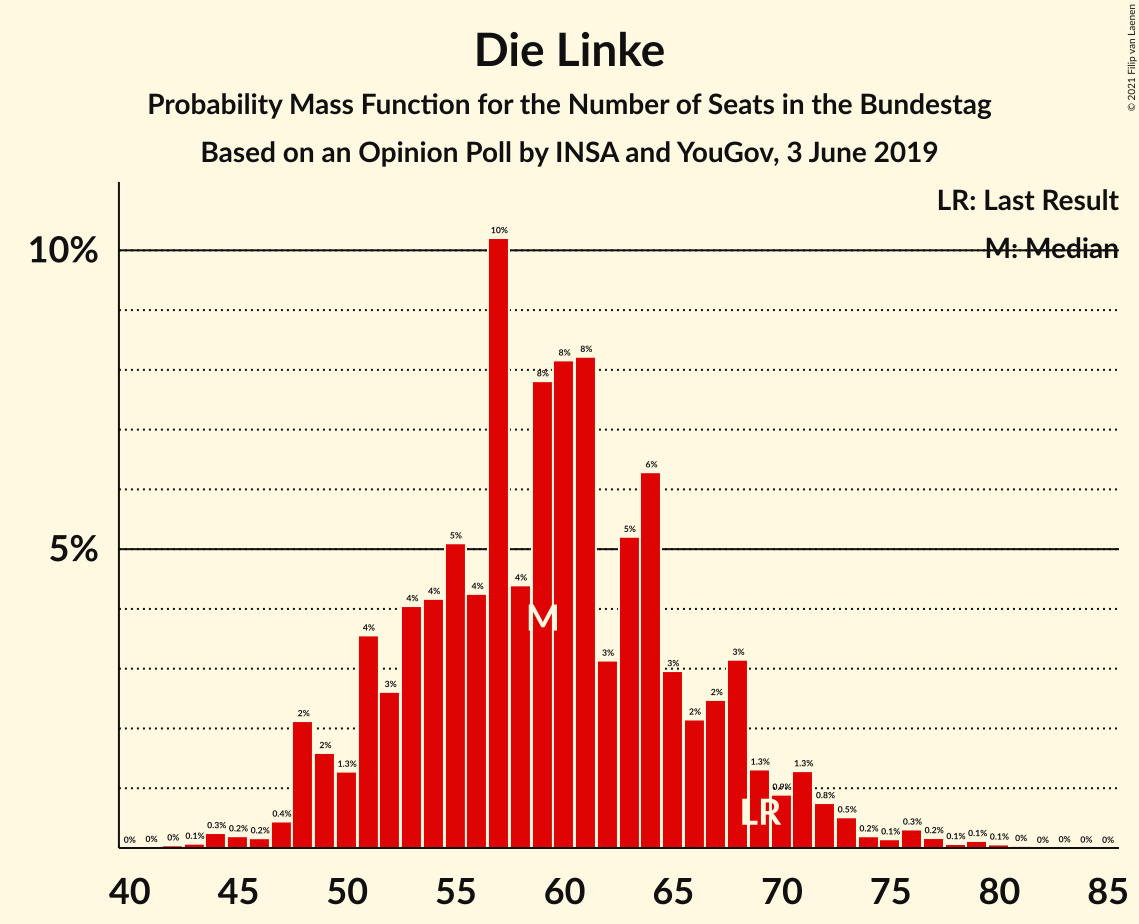 © 2021 Filip van Laenen
Die Linke
Probability Mass Function for the Number of Seats in the Bundestag
Based on an Opinion Poll by INSA and YouGov, 3 June 2019
LR: Last Result
M: Median
10%
5%
0% 0% 0% 0.1% 0.3% 0.2% 0.2% 0.4% 2% 2% 1.3% 4% 3% 4% 4% 5% 4% 10% 4% 8% 8% 8% 3% 5% 6% 3% 2% 2% 3% 1.3% 0.9% 1.3% 0.8% 0.5% 0.2% 0.1% 0.3% 0.2% 0.1% 0.1% 0.1% 0% 0% 0% 0% 0%
M
LR
40 45 50 55 60 65 70 75 80 85